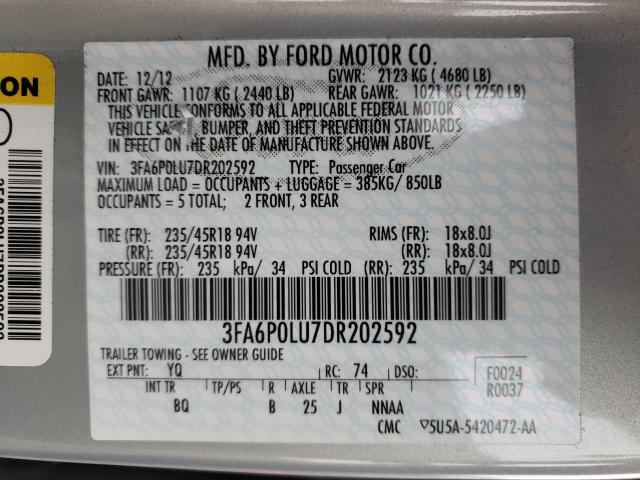 ON
MFD. BY FORD MOTOR CO.
DATE: 12/12 GVWR: 2123 KG ( 4680 LB)
FRONT GAWR: 1107 KG ( 2440 LB) REAR GAWR: 1021 KG ( 2250 LB)
THIS VEHICLE CONFORMS TO ALL APPLICABLE FEDERAL MOTOR
VEHICLE SAFETY, BUMPER, AND THEFT PREVENTION STANDARDS
IN EFFECT ON THE DATE OF MANUFACTURE SHOWN ABOVE.
VIN: 3FA6P0LU7DR202592 TYPE: Passenger Car
MAXIMUM LOAD = OCCUPANTS + LUGGAGE = 385KG/ 850LB
OCCUPANTS = 5 TOTAL: 2 FRONT, 3 REAR
TIRE (FR): 235/45R18 94V RIMS (FR): 18x8.0J
(RR): 235/45R18 94V (RR): 18x8.0J
PRESSURE (FR): 235 kPa/ 34 PSI COLD (RR): 235 kPa/ 34 PSI COLD
3FA6P0LU7DR202592
TRAILER TOWING - SEE OWNER GUIDE
EXT PNT: YQ RC: 74 DSO: F0024
INT TR TP/PS R AXLE TR SPR R0037
BQ B 25 J NNAA
CMC ▽5U5A-5420472-AA